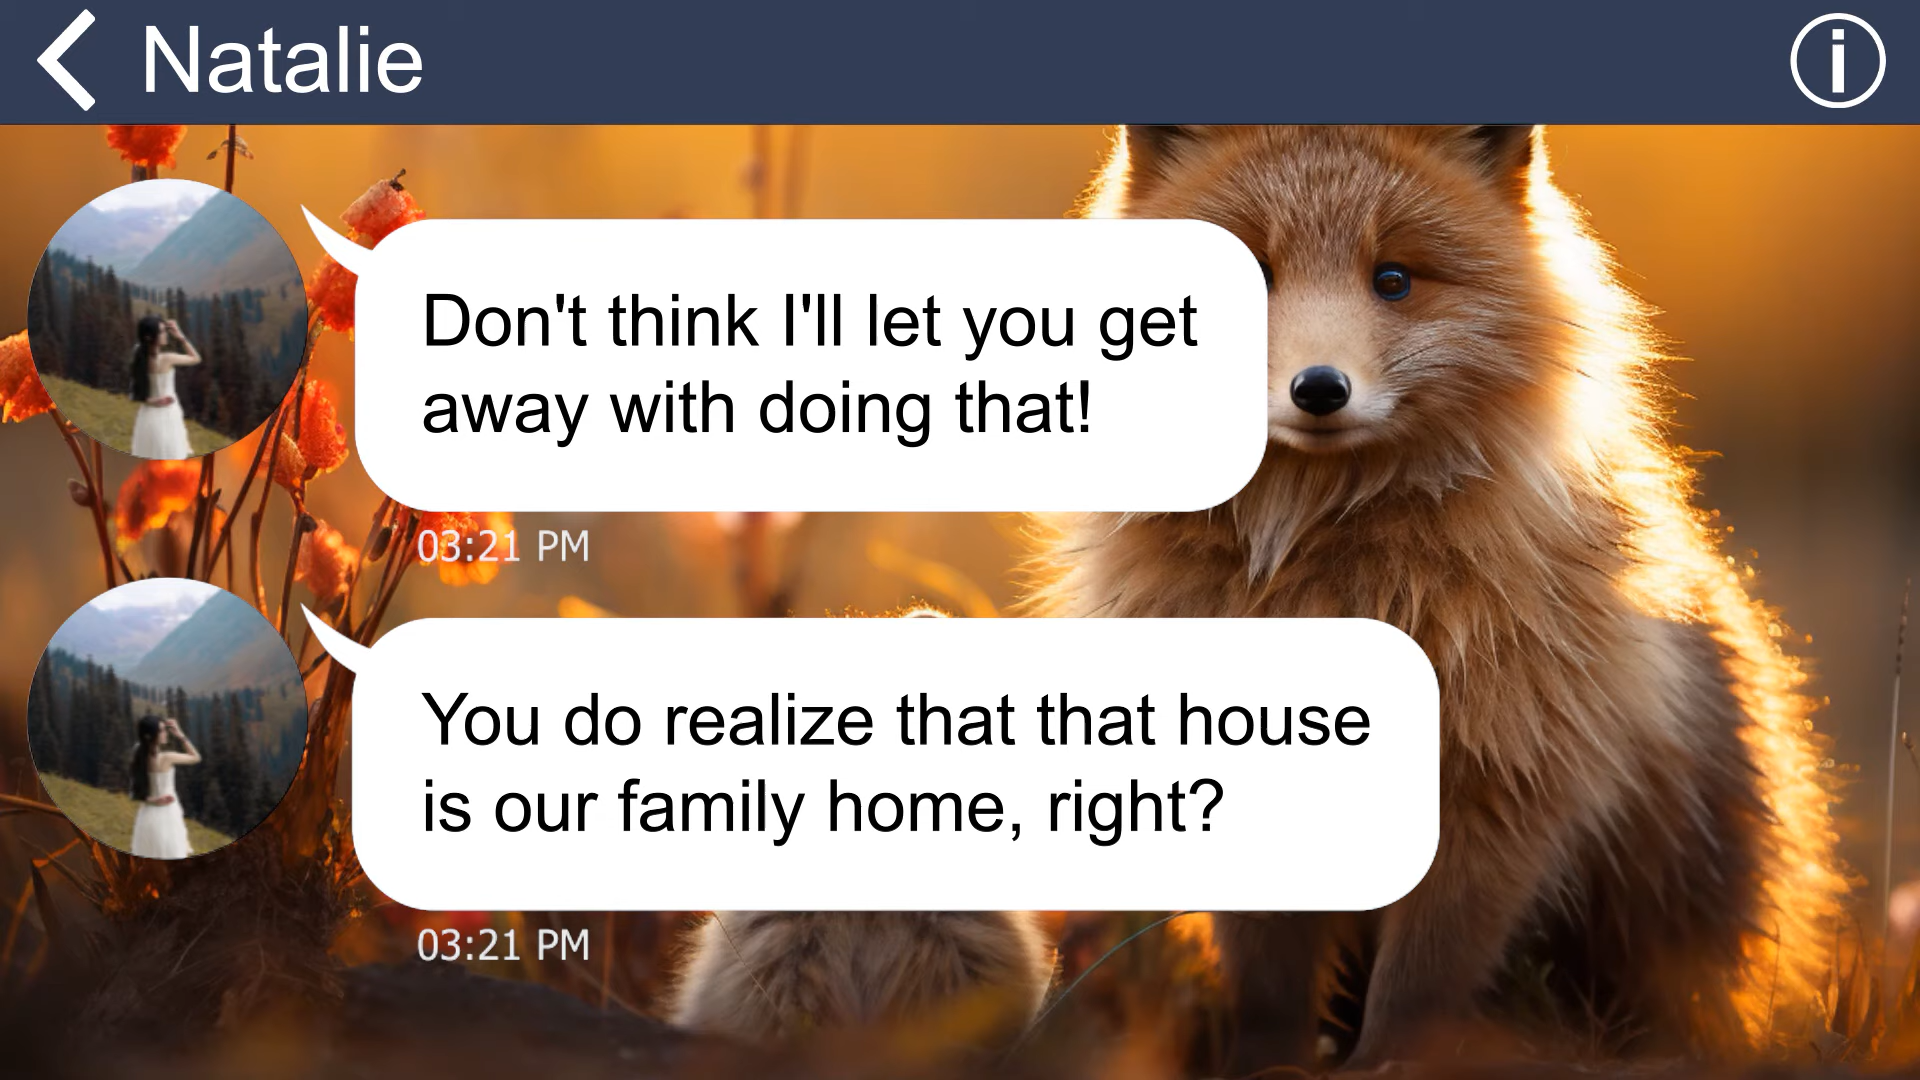 Natalie
Don't think I'll let you get
away with doing that!
03:21 PM
You do realize that that house
is our family home, right?
03:21 PM